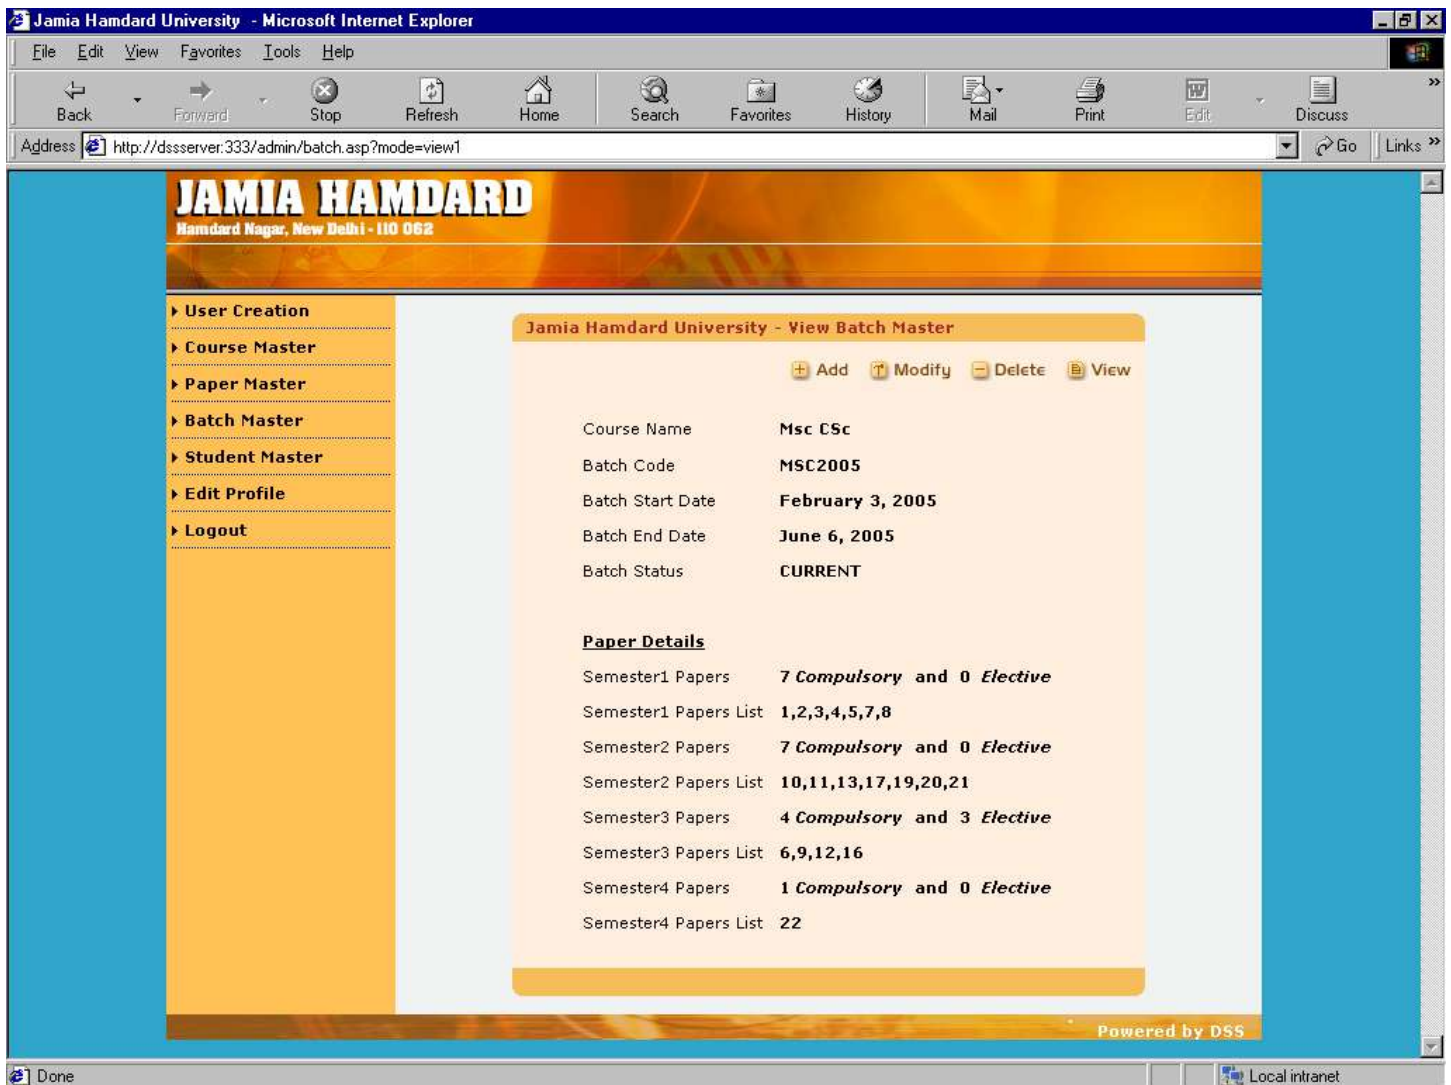 Jamia Hamdard University - Microsoft Internet Explorer
File Edit View Favorites Tools Help
Back Forward Stop Refresh Home Search Favorites History Mail Print Edit Discuss »
Address http://dssserver:333/admin/batch.asp?mode=view1 Go Links »
JAMIA HAMDARD
Hamdard Nagar, New Delhi - 110 062
User Creation
Course Master
Paper Master
Batch Master
Student Master
Edit Profile
Logout
Jamia Hamdard University - View Batch Master
Add Modify Delete View
Course Name Msc CSc
Batch Code MSC2005
Batch Start Date February 3, 2005
Batch End Date June 6, 2005
Batch Status CURRENT
Paper Details
Semester1 Papers 7 Compulsory and 0 Elective
Semester1 Papers List 1,2,3,4,5,7,8
Semester2 Papers 7 Compulsory and 0 Elective
Semester2 Papers List 10,11,13,17,19,20,21
Semester3 Papers 4 Compulsory and 3 Elective
Semester3 Papers List 6,9,12,16
Semester4 Papers 1 Compulsory and 0 Elective
Semester4 Papers List 22
Powered by DSS
Done Local intranet